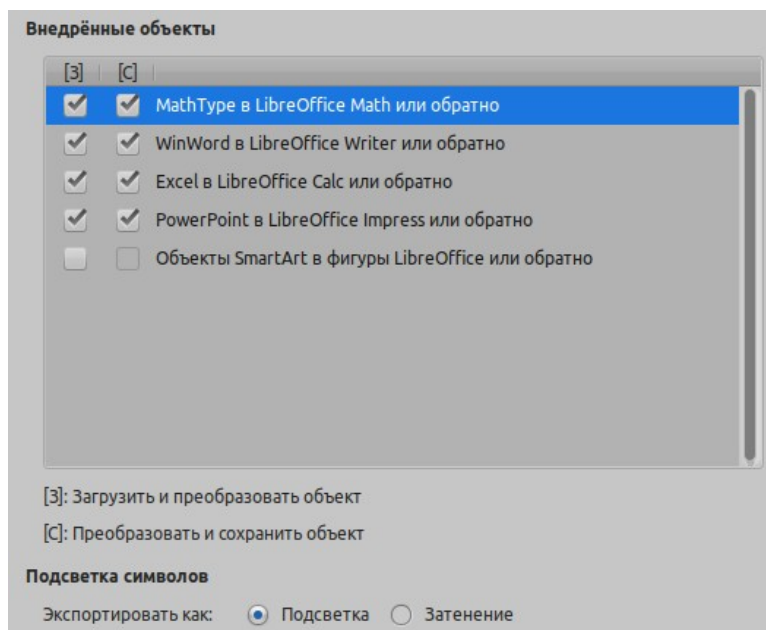 Внедрённые объекты
[З] [С]
MathType в LibreOffice Math или обратно
WinWord в LibreOffice Writer или обратно
Excel в LibreOffice Calc или обратно
PowerPoint в LibreOffice Impress или обратно
Объекты SmartArt в фигуры LibreOffice или обратно
[З]: Загрузить и преобразовать объект
[С]: Преобразовать и сохранить объект
Подсветка символов
Экспортировать как: Подсветка Затенение